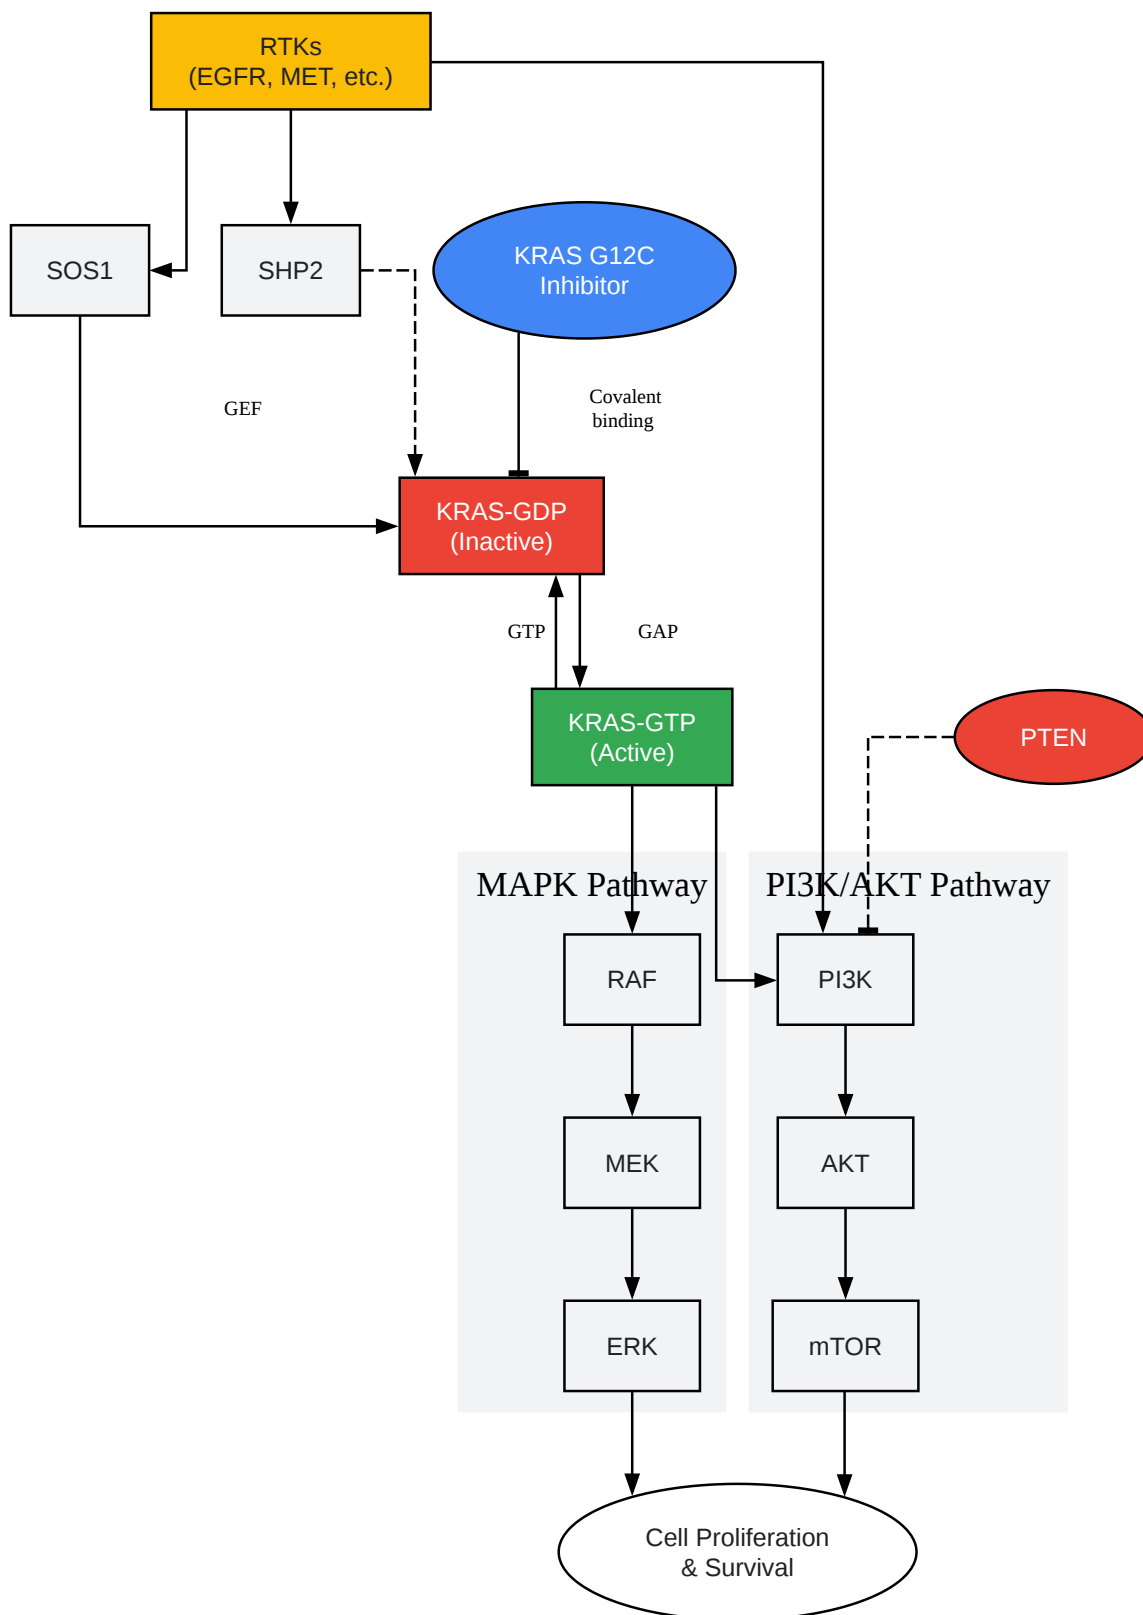 RTKs
(EGFR, MET, etc.)
SOS1
SHP2
KRAS G12C
Inhibitor
GEF
Covalent
binding
KRAS-GDP
(Inactive)
GTP
GAP
KRAS-GTP
(Active)
PTEN
MAPK Pathway
PI3K/AKT Pathway
RAF
PI3K
MEK
AKT
ERK
mTOR
Cell Proliferation
& Survival